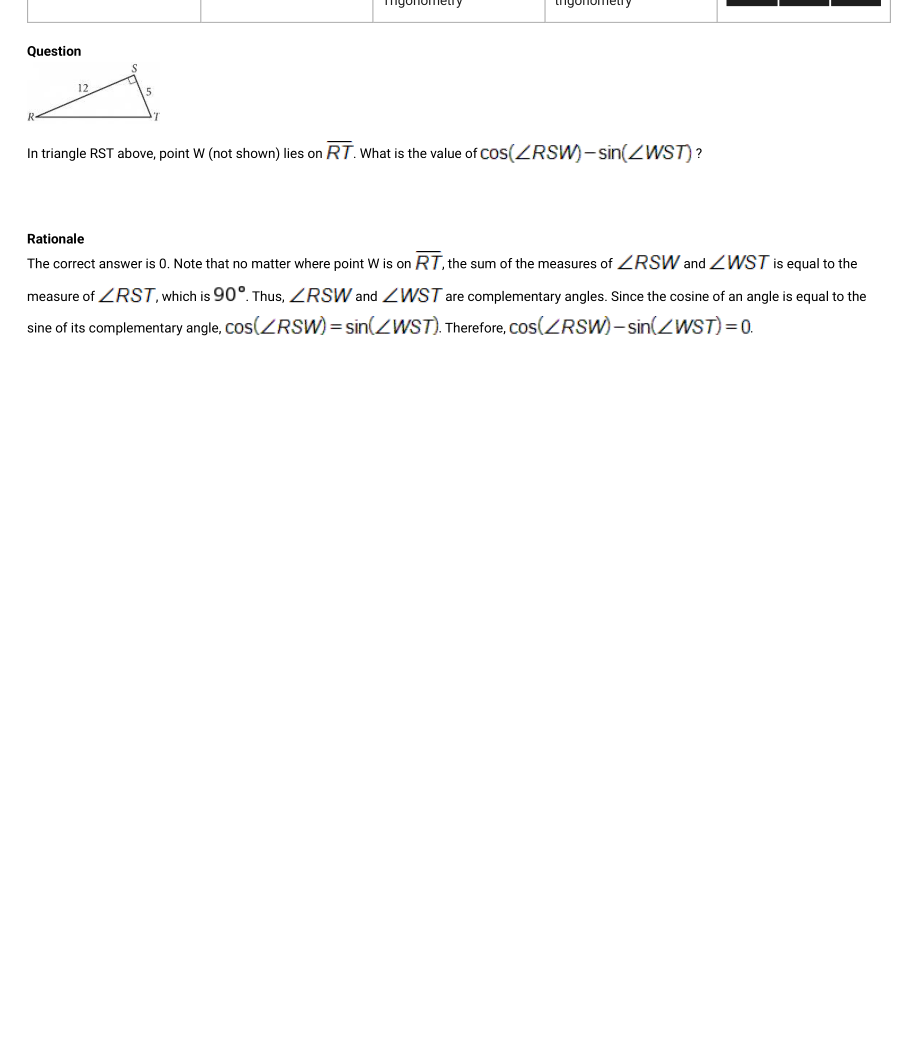 Trigonometry trigonometry
Question
S
12
5
R
T
In triangle RST above, point W (not shown) lies on R̅T̅. What is the value of cos(∠RSW)−sin(∠WST) ?
Rationale
The correct answer is 0. Note that no matter where point W is on R̅T̅, the sum of the measures of ∠RSW and ∠WST is equal to the
measure of ∠RST, which is 90°. Thus, ∠RSW and ∠WST are complementary angles. Since the cosine of an angle is equal to the
sine of its complementary angle, cos(∠RSW)=sin(∠WST). Therefore, cos(∠RSW)−sin(∠WST)=0.